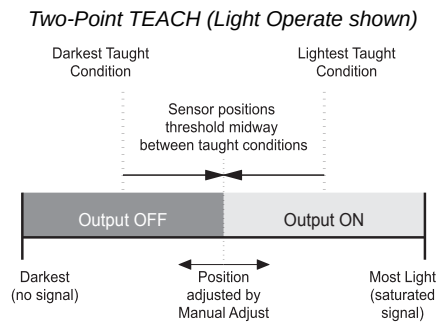 Two-Point TEACH (Light Operate shown)
Darkest Taught
Condition
Lightest Taught
Condition
Sensor positions
threshold midway
between taught conditions
Output OFF
Output ON
Darkest
(no signal)
Position
adjusted by
Manual Adjust
Most Light
(saturated
signal)